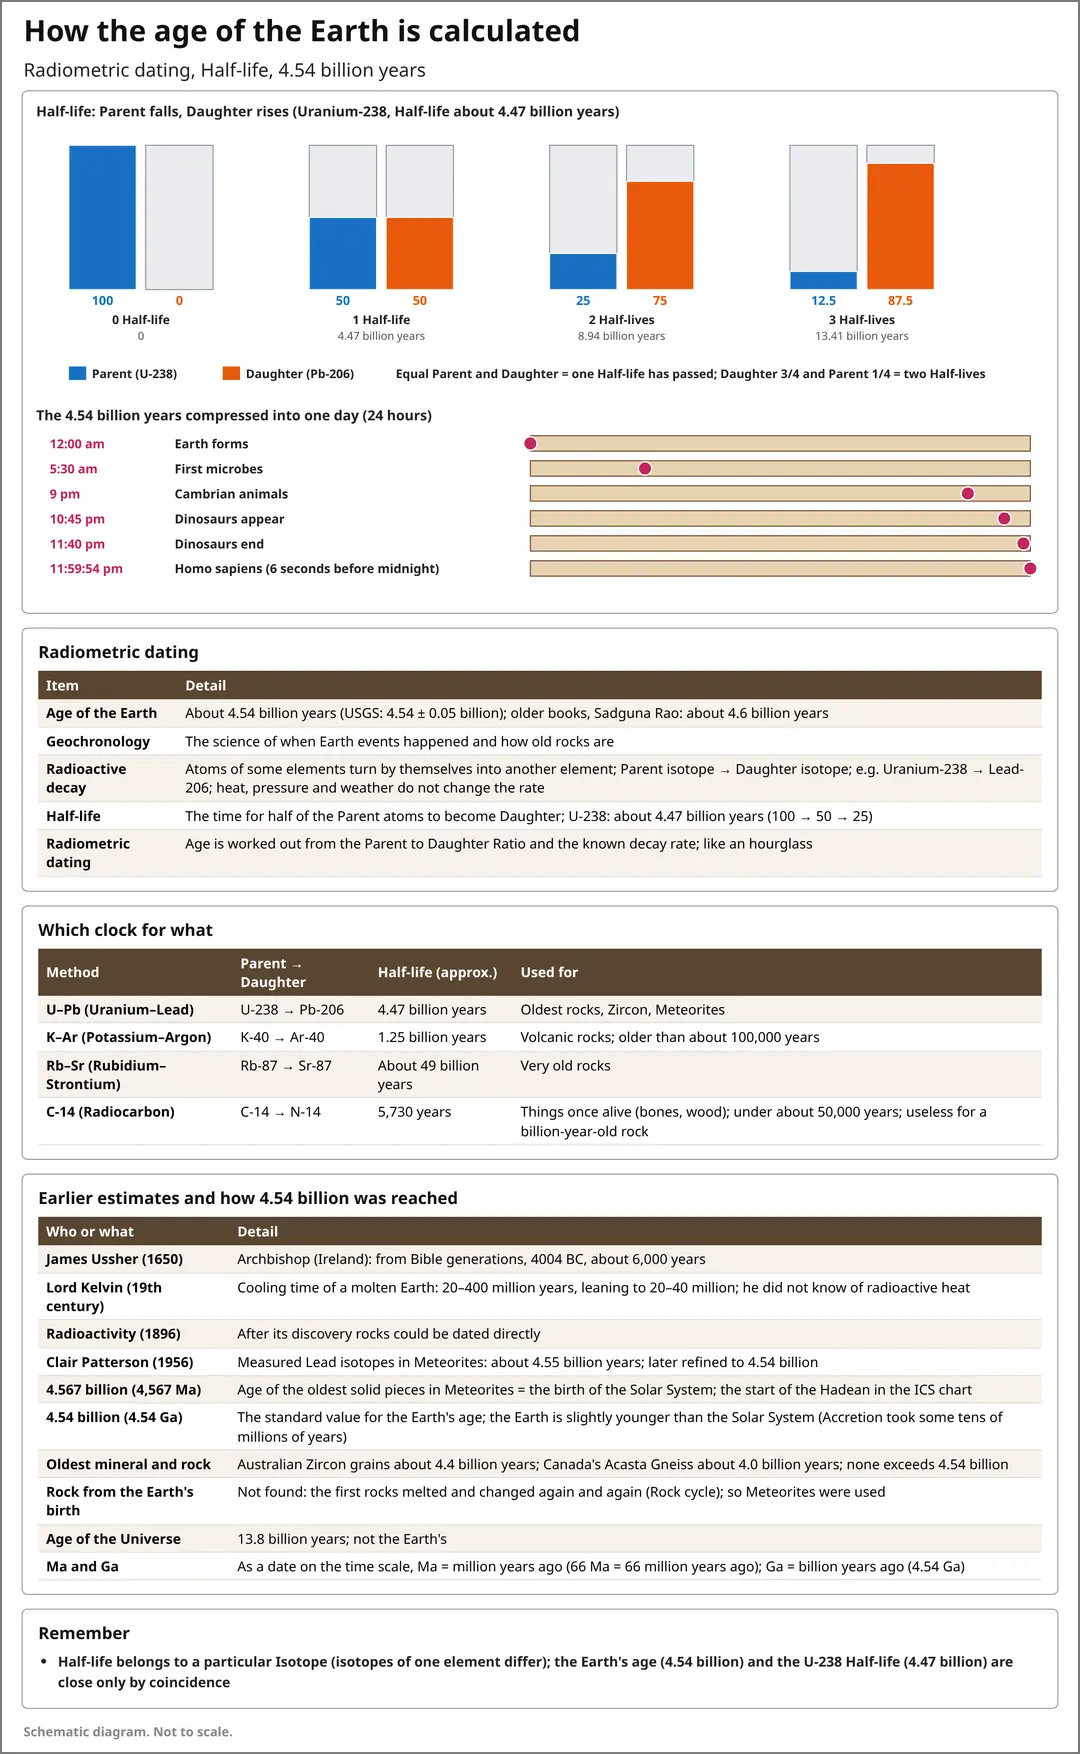 How the age of the Earth is calculated
Radiometric dating, Half-life, 4.54 billion years
Half-life: Parent falls, Daughter rises (Uranium-238, Half-life about 4.47 billion years)
100 0 50 50 25 75 12.5 87.5
0 Half-life 1 Half-life 2 Half-lives 3 Half-lives
0 4.47 billion years 8.94 billion years 13.41 billion years
Parent (U-238) Daughter (Pb-206) Equal Parent and Daughter = one Half-life has passed; Daughter 3/4 and Parent 1/4 = two Half-lives
The 4.54 billion years compressed into one day (24 hours)
12:00 am Earth forms
5:30 am First microbes
9 pm Cambrian animals
10:45 pm Dinosaurs appear
11:40 pm Dinosaurs end
11:59:54 pm Homo sapiens (6 seconds before midnight)
Radiometric dating
Item Detail
Age of the Earth About 4.54 billion years (USGS: 4.54 ± 0.05 billion); older books, Sadguna Rao: about 4.6 billion years
Geochronology The science of when Earth events happened and how old rocks are
Radioactive Atoms of some elements turn by themselves into another element; Parent isotope → Daughter isotope; e.g. Uranium-238 → Lead-
decay 206; heat, pressure and weather do not change the rate
Half-life The time for half of the Parent atoms to become Daughter; U-238: about 4.47 billion years (100 → 50 → 25)
Radiometric Age is worked out from the Parent to Daughter Ratio and the known decay rate; like an hourglass
dating
Which clock for what
Method Parent → Half-life (approx.) Used for
Daughter
U–Pb (Uranium–Lead) U-238 → Pb-206 4.47 billion years Oldest rocks, Zircon, Meteorites
K–Ar (Potassium–Argon) K-40 → Ar-40 1.25 billion years Volcanic rocks; older than about 100,000 years
Rb–Sr (Rubidium– Rb-87 → Sr-87 About 49 billion Very old rocks
Strontium) years
C-14 (Radiocarbon) C-14 → N-14 5,730 years Things once alive (bones, wood); under about 50,000 years; useless for a
billion-year-old rock
Earlier estimates and how 4.54 billion was reached
Who or what Detail
James Ussher (1650) Archbishop (Ireland): from Bible generations, 4004 BC, about 6,000 years
Lord Kelvin (19th Cooling time of a molten Earth: 20–400 million years, leaning to 20–40 million; he did not know of radioactive heat
century)
Radioactivity (1896) After its discovery rocks could be dated directly
Clair Patterson (1956) Measured Lead isotopes in Meteorites: about 4.55 billion years; later refined to 4.54 billion
4.567 billion (4,567 Ma) Age of the oldest solid pieces in Meteorites = the birth of the Solar System; the start of the Hadean in the ICS chart
4.54 billion (4.54 Ga) The standard value for the Earth's age; the Earth is slightly younger than the Solar System (Accretion took some tens of
millions of years)
Oldest mineral and rock Australian Zircon grains about 4.4 billion years; Canada's Acasta Gneiss about 4.0 billion years; none exceeds 4.54 billion
Rock from the Earth's Not found: the first rocks melted and changed again and again (Rock cycle); so Meteorites were used
birth
Age of the Universe 13.8 billion years; not the Earth's
Ma and Ga As a date on the time scale, Ma = million years ago (66 Ma = 66 million years ago); Ga = billion years ago (4.54 Ga)
Remember
• Half-life belongs to a particular Isotope (isotopes of one element differ); the Earth's age (4.54 billion) and the U-238 Half-life (4.47 billion) are
close only by coincidence
Schematic diagram. Not to scale.